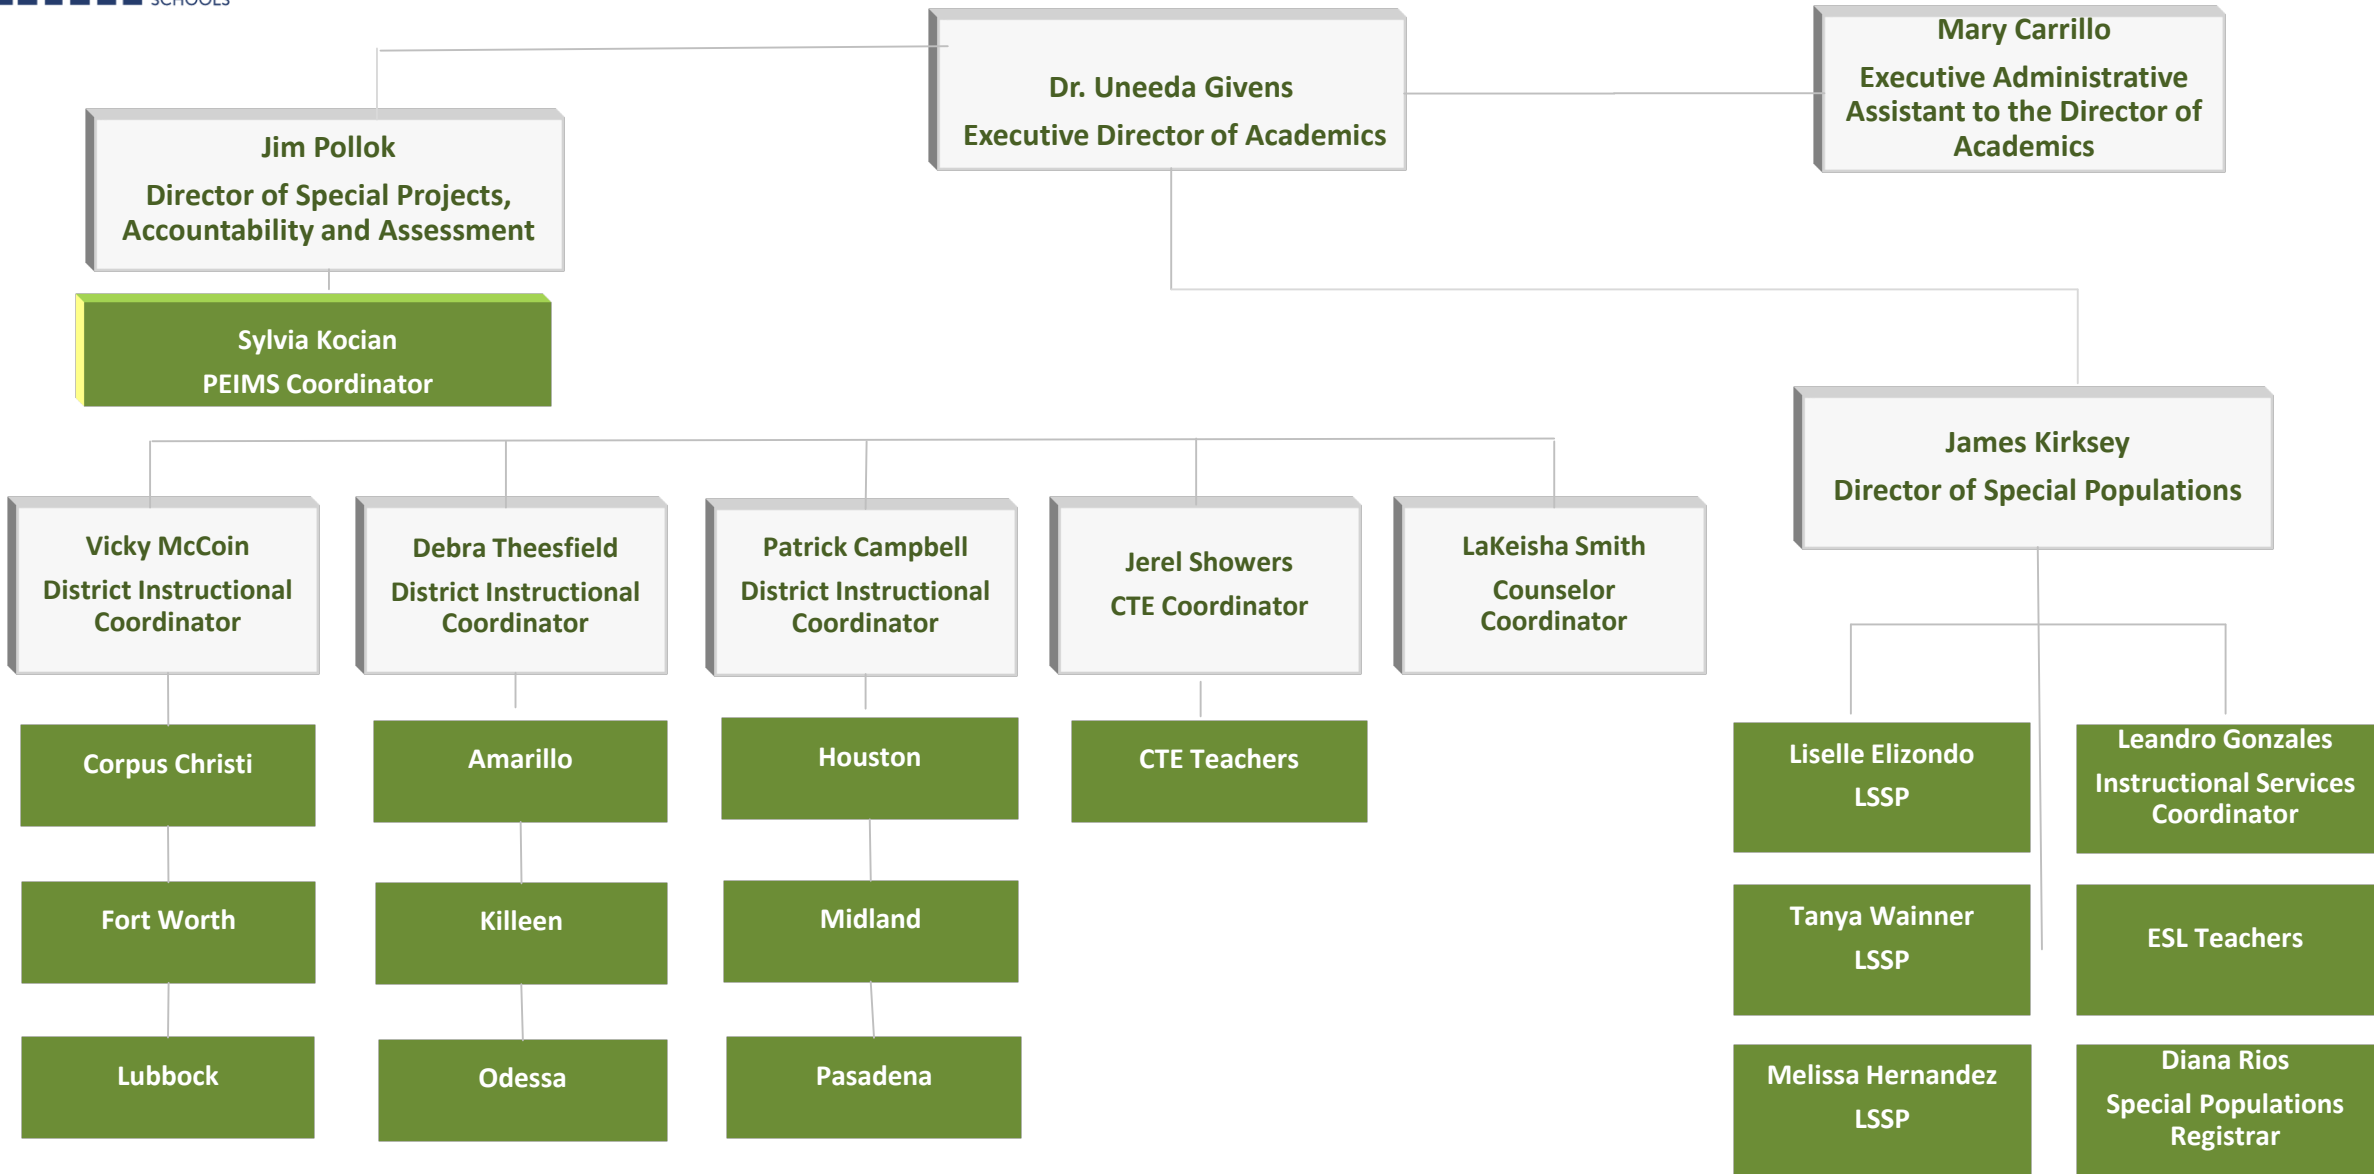 SCHOOLS
Mary Carrillo
Executive Administrative
Assistant to the Director of
Academics
Dr. Uneeda Givens
Executive Director of Academics
Jim Pollok
Director of Special Projects,
Accountability and Assessment
Sylvia Kocian
PEIMS Coordinator
James Kirksey
Director of Special Populations
Vicky McCoin
District Instructional
Coordinator
Debra Theesfield
District Instructional
Coordinator
Patrick Campbell
District Instructional
Coordinator
Jerel Showers
CTE Coordinator
LaKeisha Smith
Counselor
Coordinator
Corpus Christi
Amarillo
Houston
CTE Teachers
Liselle Elizondo
LSSP
Leandro Gonzales
Instructional Services
Coordinator
Fort Worth
Killeen
Midland
Tanya Wainner
LSSP
ESL Teachers
Lubbock
Odessa
Pasadena
Melissa Hernandez
LSSP
Diana Rios
Special Populations
Registrar